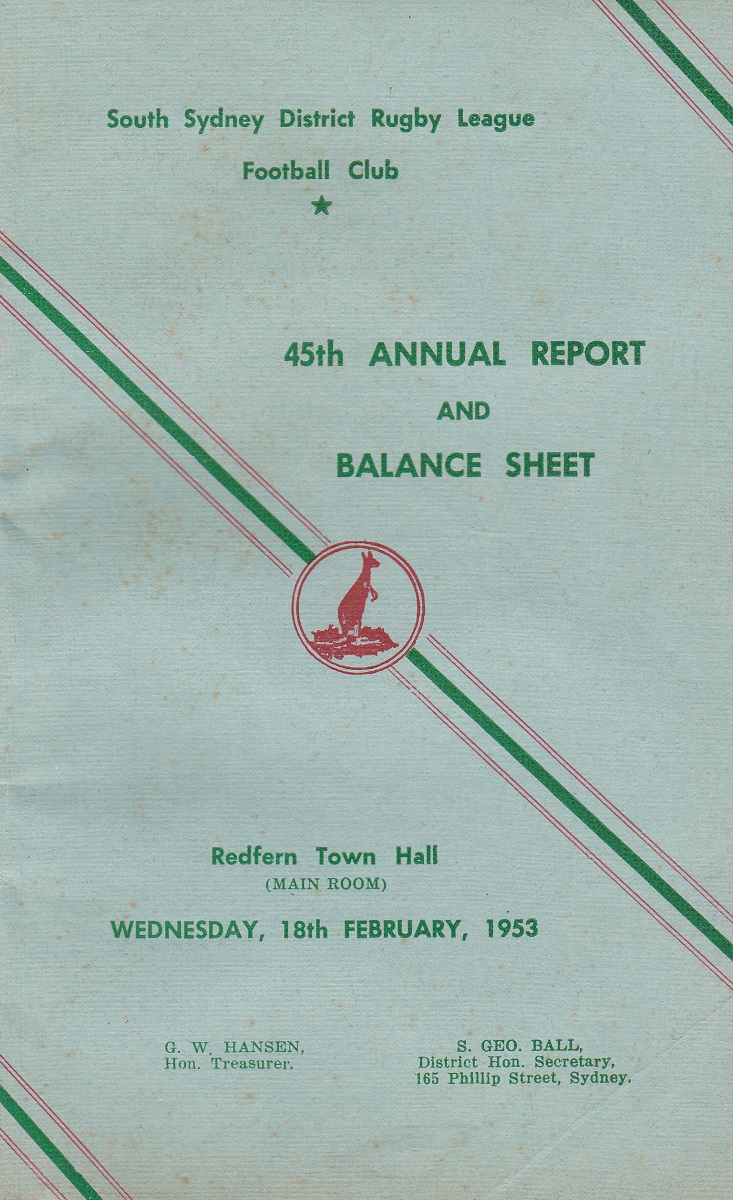 South Sydney District Rugby League
Football Club
45th ANNUAL REPORT
AND
BALANCE SHEET
Redfern Town Hall
(MAIN ROOM)
WEDNESDAY, 18th FEBRUARY, 1953
G. W. HANSEN,
Hon. Treasurer.
S. GEO. BALL,
District Hon. Secretary,
165 Phillip Street, Sydney.